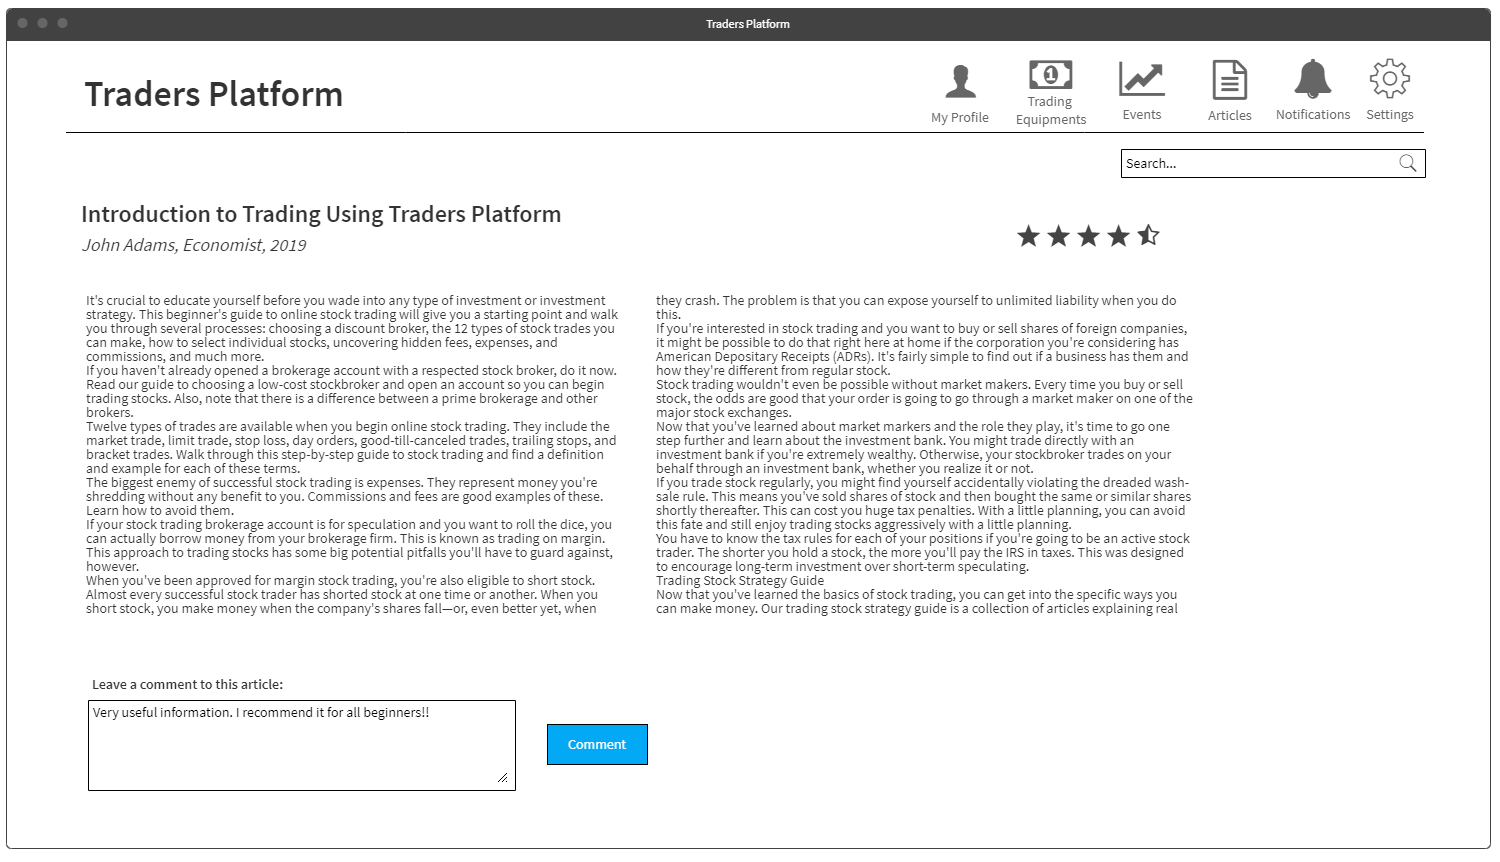 Traders Platform
Traders Platform
My Profile
Trading
Equipments
Events
Articles
Notifications
Settings
Search...
Introduction to Trading Using Traders Platform
John Adams, Economist, 2019
It's crucial to educate yourself before you wade into any type of investment or investment
strategy. This beginner's guide to online stock trading will give you a starting point and walk
you through several processes: choosing a discount broker, the 12 types of stock trades you
can make, how to select individual stocks, uncovering hidden fees, expenses, and
commissions, and much more.
If you haven't already opened a brokerage account with a respected stock broker, do it now.
Read our guide to choosing a low-cost stockbroker and open an account so you can begin
trading stocks. Also, note that there is a difference between a prime brokerage and other
brokers.
Twelve types of trades are available when you begin online stock trading. They include the
market trade, limit trade, stop loss, day orders, good-till-canceled trades, trailing stops, and
bracket trades. Walk through this step-by-step guide to stock trading and find a definition
and example for each of these terms.
The biggest enemy of successful stock trading is expenses. They represent money you're
shredding without any benefit to you. Commissions and fees are good examples of these.
Learn how to avoid them.
If your stock trading brokerage account is for speculation and you want to roll the dice, you
can actually borrow money from your brokerage firm. This is known as trading on margin.
This approach to trading stocks has some big potential pitfalls you'll have to guard against,
however.
When you've been approved for margin stock trading, you're also eligible to short stock.
Almost every successful stock trader has shorted stock at one time or another. When you
short stock, you make money when the company's shares fall—or, even better yet, when
they crash. The problem is that you can expose yourself to unlimited liability when you do
this.
If you're interested in stock trading and you want to buy or sell shares of foreign companies,
it might be possible to do that right here at home if the corporation you're considering has
American Depositary Receipts (ADRs). It's fairly simple to find out if a business has them and
how they're different from regular stock.
Stock trading wouldn't even be possible without market makers. Every time you buy or sell
stock, the odds are good that your order is going to go through a market maker on one of the
major stock exchanges.
Now that you've learned about market markers and the role they play, it's time to go one
step further and learn about the investment bank. You might trade directly with an
investment bank if you're extremely wealthy. Otherwise, your stockbroker trades on your
behalf through an investment bank, whether you realize it or not.
If you trade stock regularly, you might find yourself accidentally violating the dreaded wash-
sale rule. This means you've sold shares of stock and then bought the same or similar shares
shortly thereafter. This can cost you huge tax penalties. With a little planning, you can avoid
this fate and still enjoy trading stocks aggressively with a little planning.
You have to know the tax rules for each of your positions if you're going to be an active stock
trader. The shorter you hold a stock, the more you'll pay the IRS in taxes. This was designed
to encourage long-term investment over short-term speculating.
Trading Stock Strategy Guide
Now that you've learned the basics of stock trading, you can get into the specific ways you
can make money. Our trading stock strategy guide is a collection of articles explaining real
Leave a comment to this article:
Very useful information. I recommend it for all beginners!!
Comment